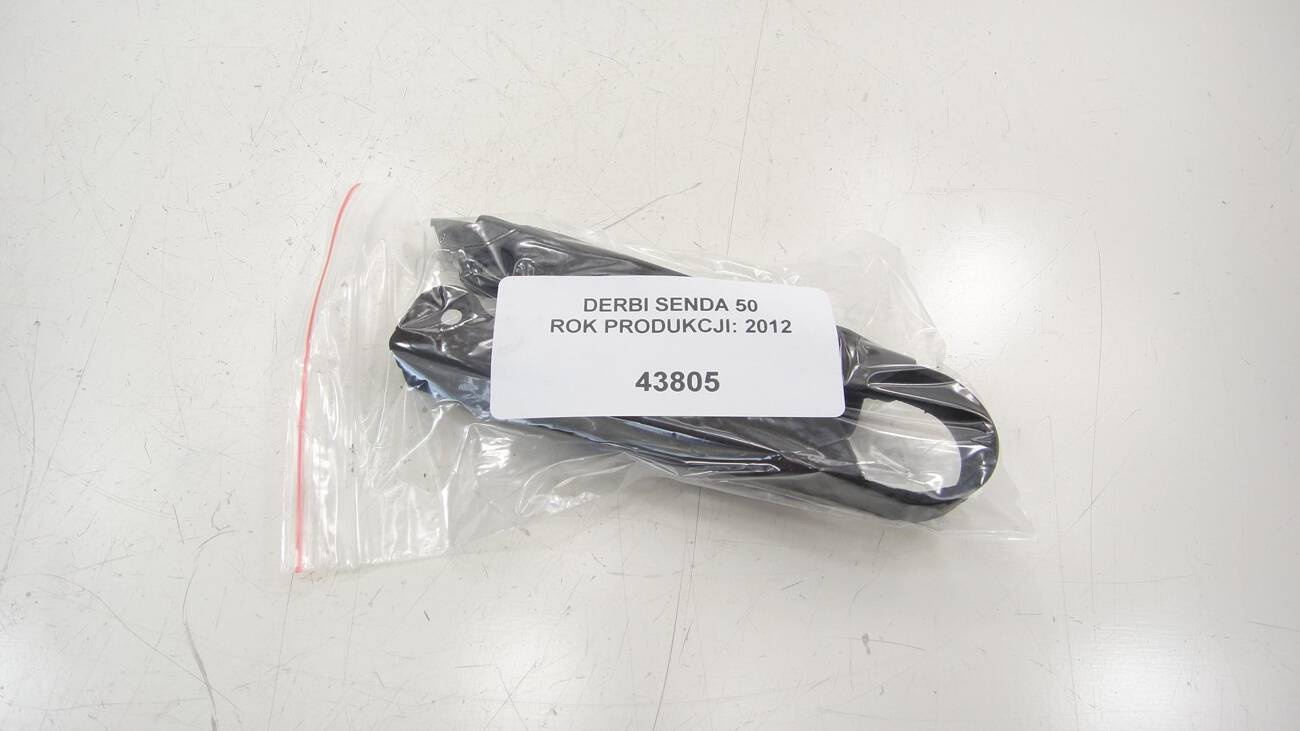 DERBI SENDA 50
ROK PRODUKCJI: 2012
43805